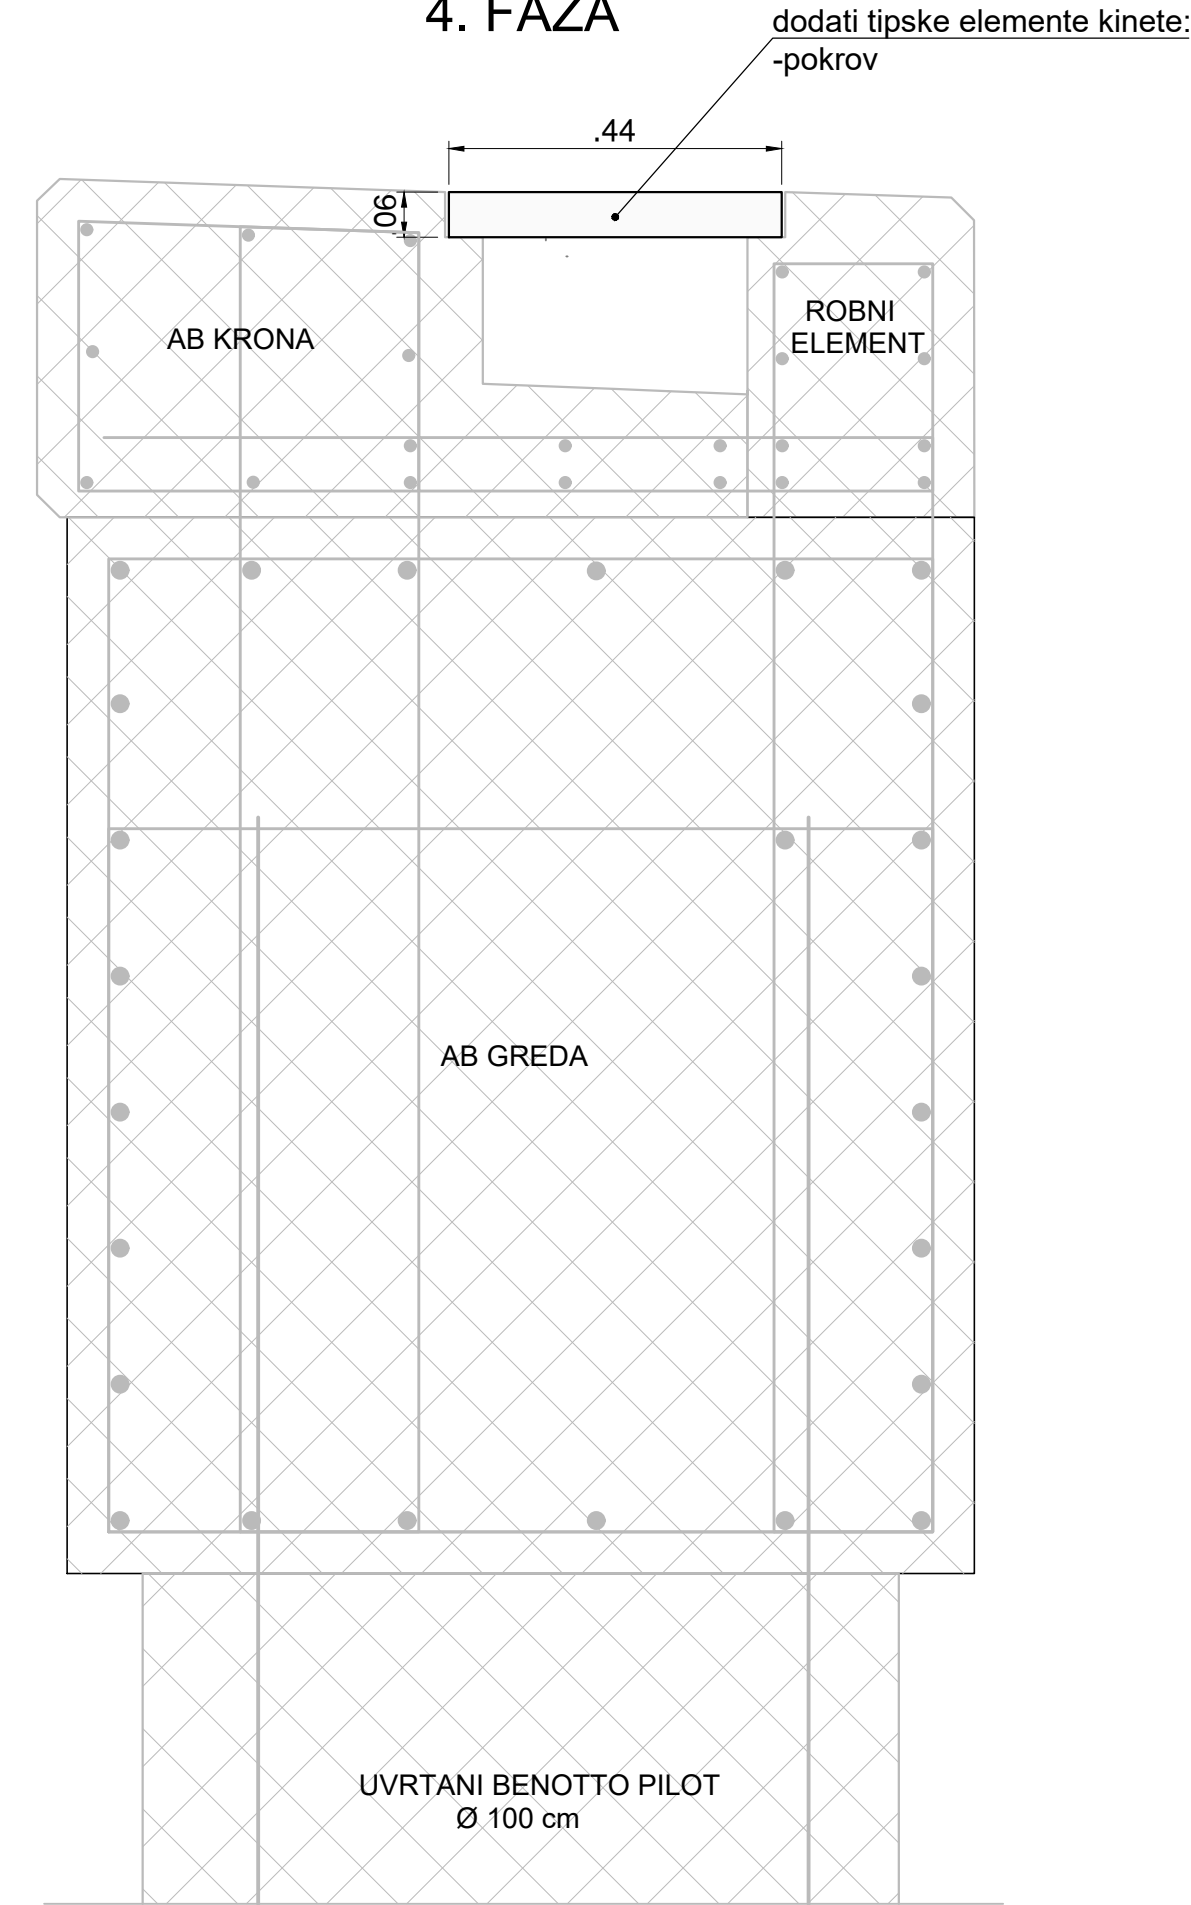 4. FAZA
dodati tipske elemente kinete:
-pokrov
.44
.06
AB KRONA
ROBNI
ELEMENT
AB GREDA
UVRTANI BENOTTO PILOT
Ø 100 cm